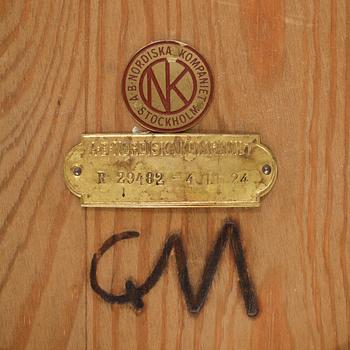 A·B·NORDISKA KOMPANIET
NK
STOCKHOLM
A·B·NORDISKA KOMPANIET
R 29482 - 4 JUL 24
GM